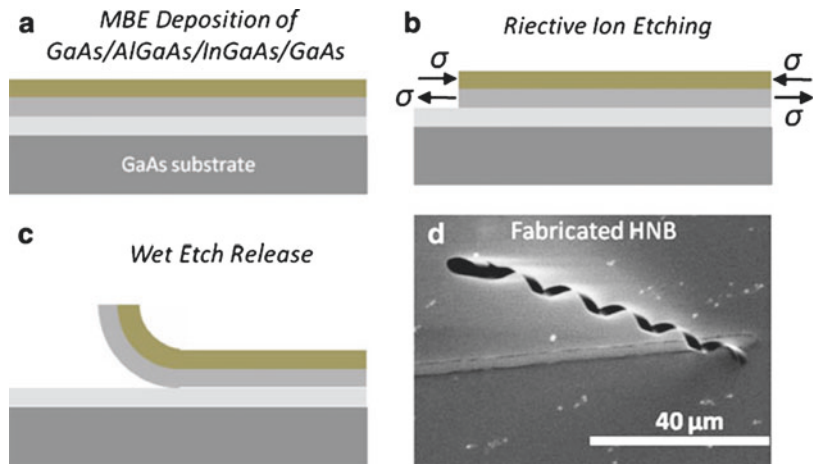 a
MBE Deposition of
GaAs/AlGaAs/InGaAs/GaAs
GaAs substrate
b
Riective Ion Etching
σ
σ
σ
σ
c
Wet Etch Release
d
Fabricated HNB
40 µm